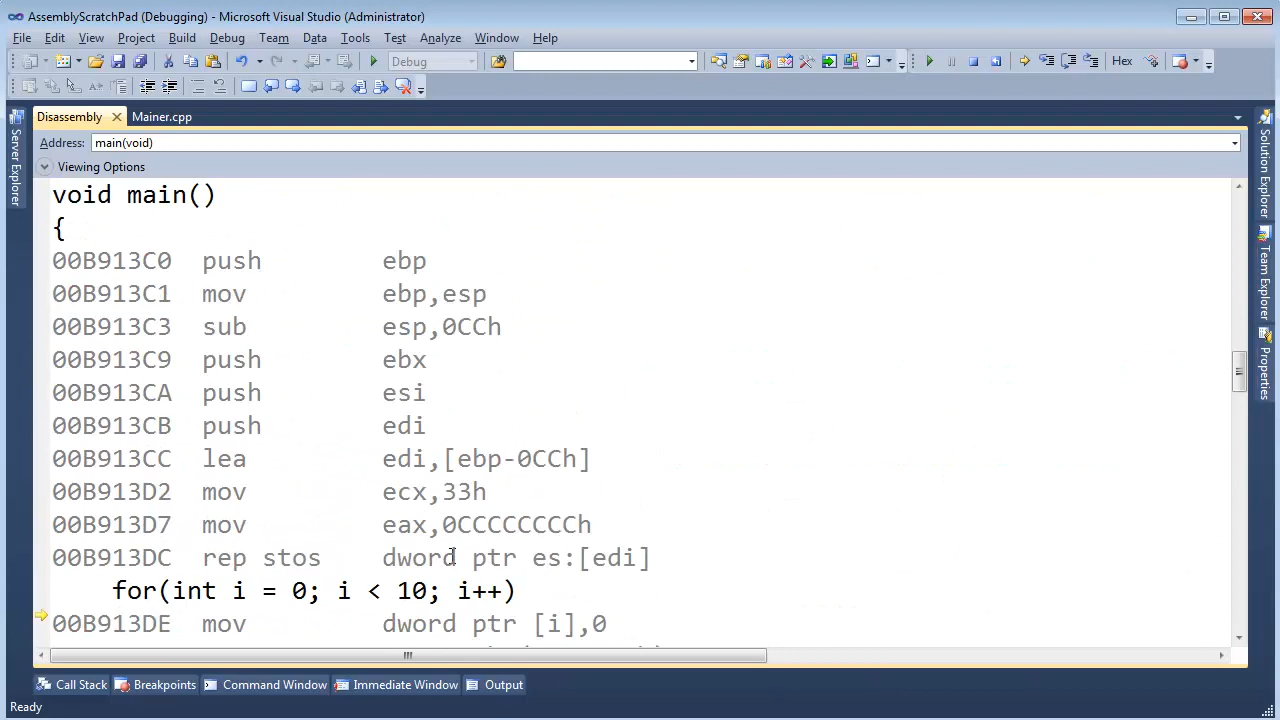 AssemblyScratchPad (Debugging) - Microsoft Visual Studio (Administrator)
File Edit View Project Build Debug Team Data Tools Test Analyze Window Help
Debug Hex
Disassembly Mainer.cpp
Address: main(void)
Viewing Options
Server Explorer
Solution Explorer
Team Explorer
Properties
void main()
{
00B913C0 push ebp
00B913C1 mov ebp,esp
00B913C3 sub esp,0CCh
00B913C9 push ebx
00B913CA push esi
00B913CB push edi
00B913CC lea edi,[ebp-0CCh]
00B913D2 mov ecx,33h
00B913D7 mov eax,0CCCCCCCCh
00B913DC rep stos dword ptr es:[edi]
for(int i = 0; i < 10; i++)
00B913DE mov dword ptr [i],0
Call Stack Breakpoints Command Window Immediate Window Output
Ready